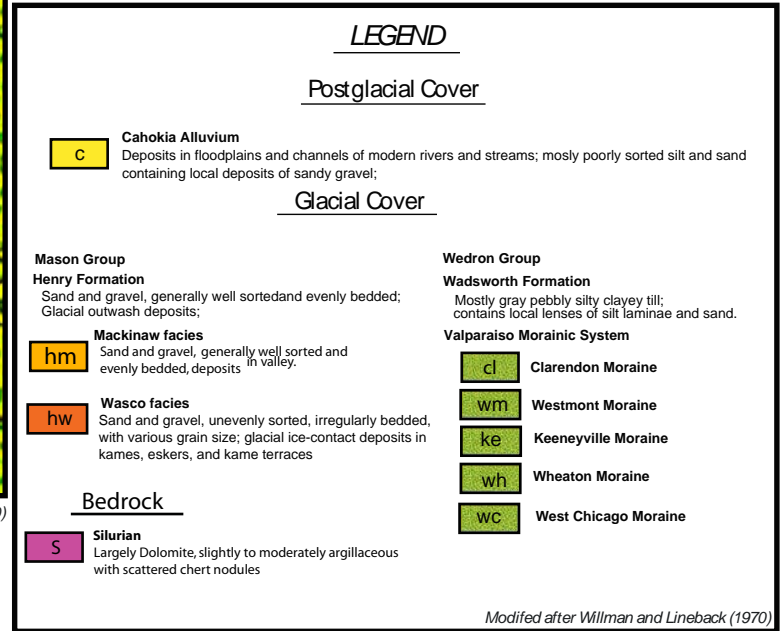 LEGEND
Postglacial Cover
c
Cahokia Alluvium
Deposits in floodplains and channels of modern rivers and streams; mosly poorly sorted silt and sand
containing local deposits of sandy gravel;
Glacial Cover
Mason Group
Henry Formation
Sand and gravel, generally well sortedand evenly bedded;
Glacial outwash deposits;
hm
Mackinaw facies
Sand and gravel, generally well sorted and
evenly bedded, deposits in valley.
hw
Wasco facies
Sand and gravel, unevenly sorted, irregularly bedded,
with various grain size; glacial ice-contact deposits in
kames, eskers, and kame terraces
Bedrock
S
Silurian
Largely Dolomite, slightly to moderately argillaceous
with scattered chert nodules
Wedron Group
Wadsworth Formation
Mostly gray pebbly silty clayey till;
contains local lenses of silt laminae and sand.
Valparaiso Morainic System
cl
Clarendon Moraine
wm
Westmont Moraine
ke
Keeneyville Moraine
wh
Wheaton Moraine
wc
West Chicago Moraine
Modifed after Willman and Lineback (1970)